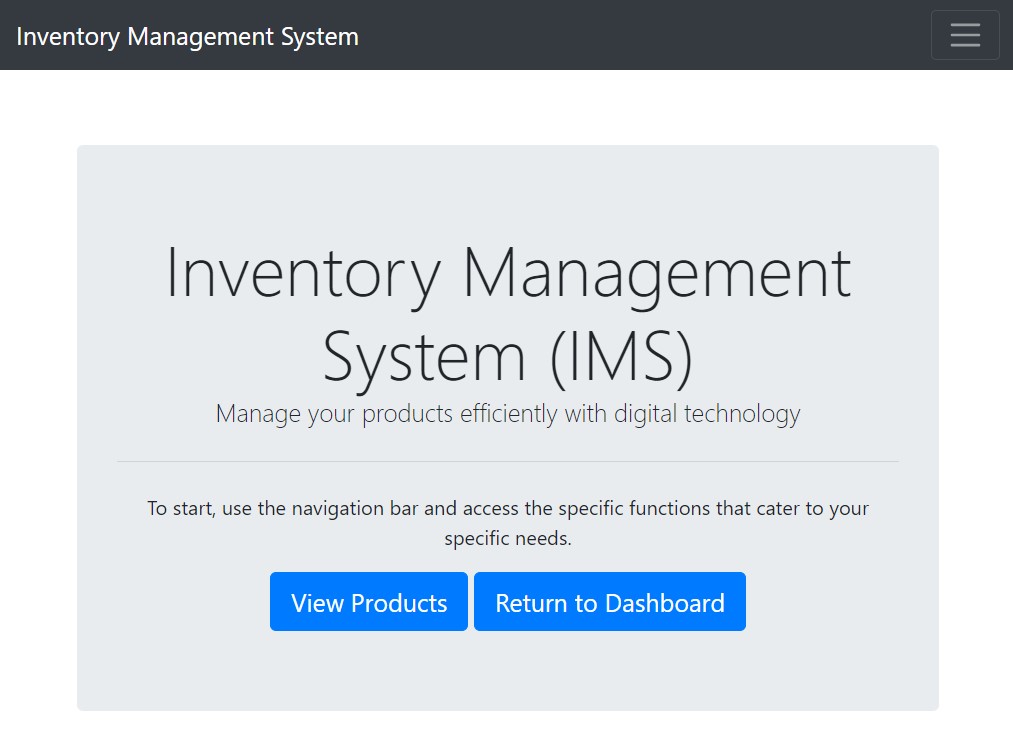 Inventory Management System
Inventory Management
System (IMS)
Manage your products efficiently with digital technology
To start, use the navigation bar and access the specific functions that cater to your
specific needs.
View Products
Return to Dashboard